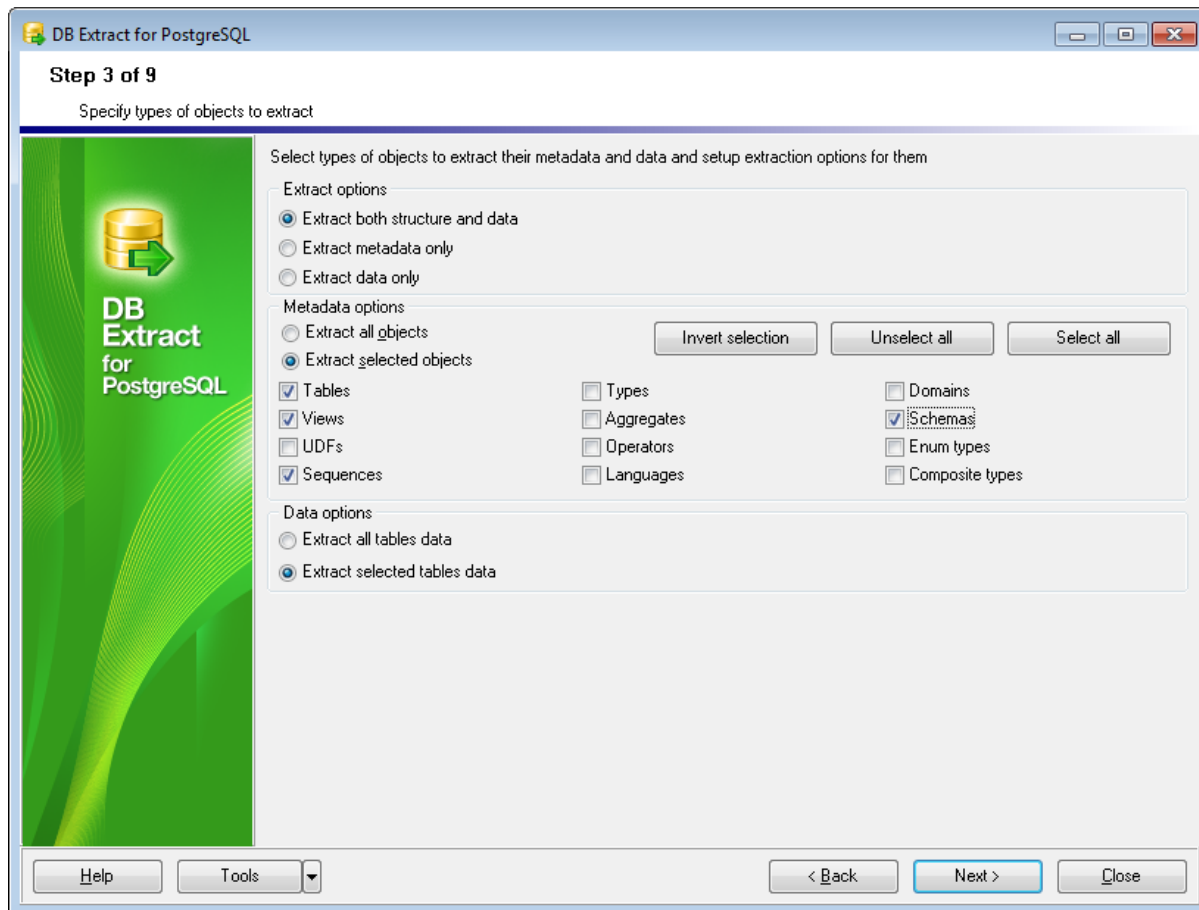 DB Extract for PostgreSQL
Step 3 of 9
Specify types of objects to extract
DB
Extract
for
PostgreSQL
Select types of objects to extract their metadata and data and setup extraction options for them
Extract options
Extract both structure and data
Extract metadata only
Extract data only
Metadata options
Extract all objects
Extract selected objects
Invert selection Unselect all Select all
Tables Types Domains
Views Aggregates Schemas
UDFs Operators Enum types
Sequences Languages Composite types
Data options
Extract all tables data
Extract selected tables data
Help Tools < Back Next > Close